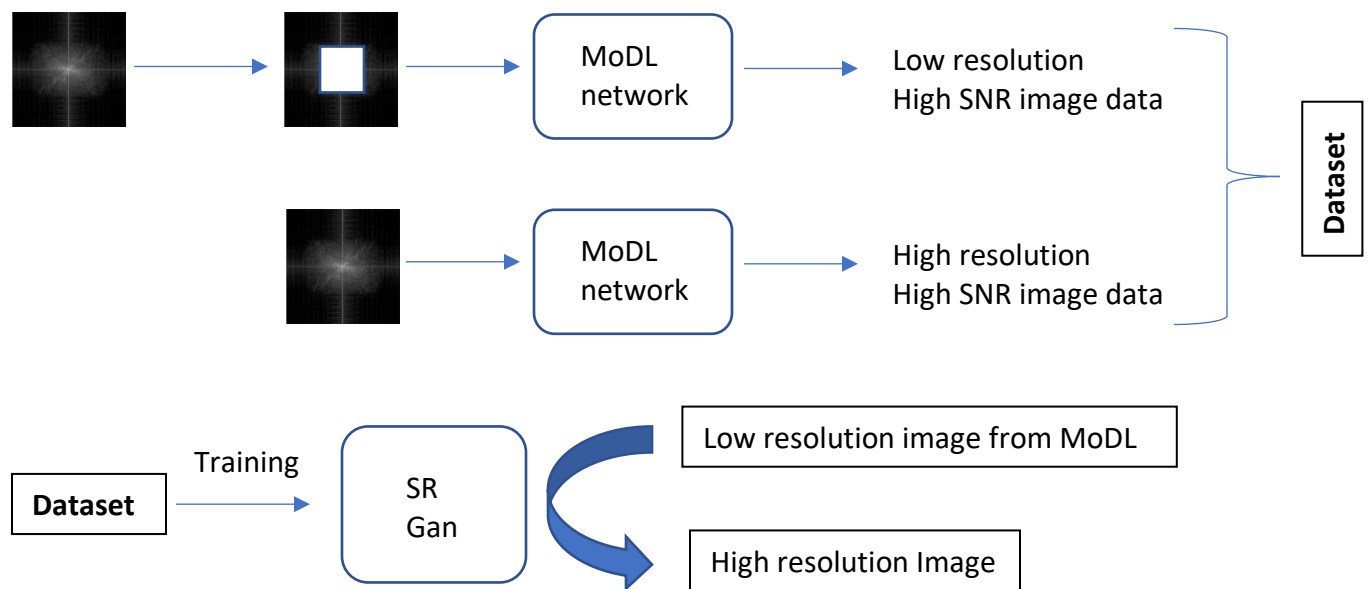 MoDL
network
Low resolution
High SNR image data
Dataset
MoDL
network
High resolution
High SNR image data
Dataset
Training
SR
Gan
Low resolution image from MoDL
High resolution Image